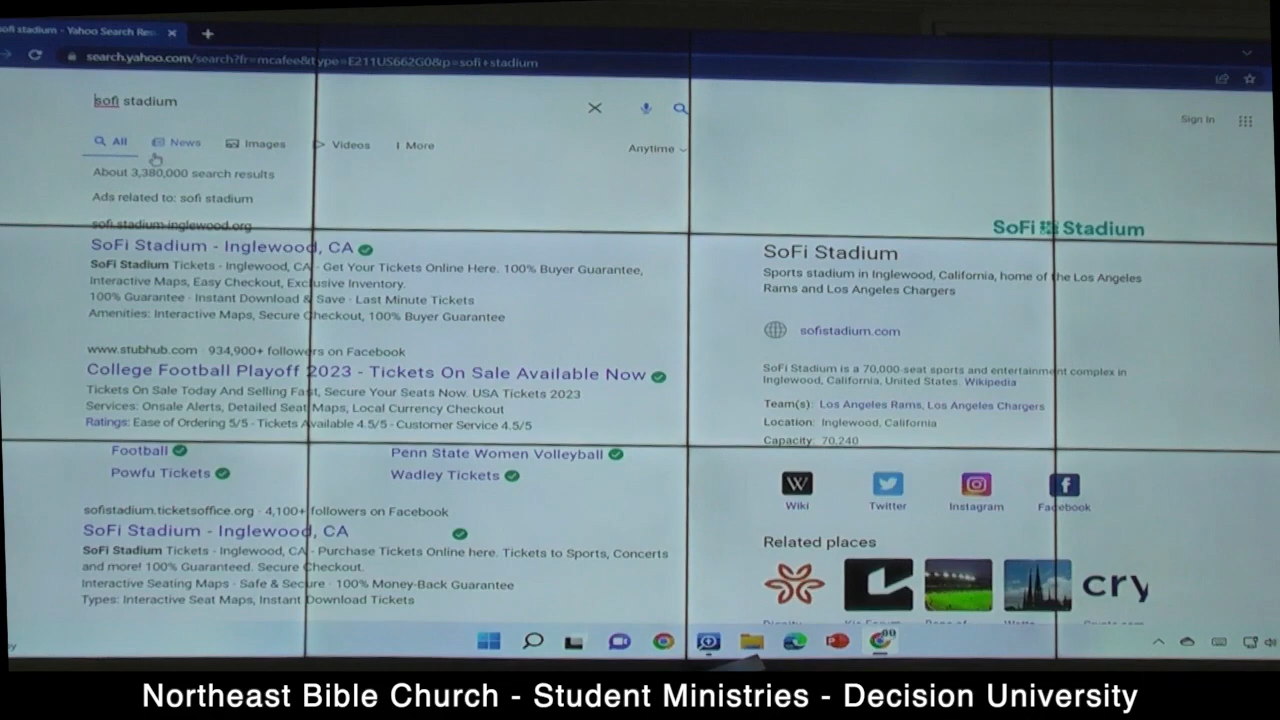 sofi stadium - Yahoo Search Res
search.yahoo.com/search?fr=mcafee&type=E211US662G0&p=sofi+stadium
sofi stadium
Sign In
All News Images Videos More
Anytime
About 3,380,000 search results
Ads related to: sofi stadium
sofi.stadium-inglewood.org
SoFi Stadium - Inglewood, CA
SoFi Stadium Tickets - Inglewood, CA - Get Your Tickets Online Here. 100% Buyer Guarantee,
Interactive Maps, Easy Checkout, Exclusive Inventory.
100% Guarantee · Instant Download & Save · Last Minute Tickets
Amenities: Interactive Maps, Secure Checkout, 100% Buyer Guarantee
www.stubhub.com · 934,900+ followers on Facebook
College Football Playoff 2023 - Tickets On Sale Available Now
Tickets On Sale Today And Selling Fast, Secure Your Seats Now. USA Tickets 2023
Services: Onsale Alerts, Detailed Seat Maps, Local Currency Checkout
Ratings: Ease of Ordering 5/5 - Tickets Available 4.5/5 - Customer Service 4.5/5
Football
Penn State Women Volleyball
Powfu Tickets
Wadley Tickets
sofistadium.ticketsoffice.org · 4,100+ followers on Facebook
SoFi Stadium - Inglewood, CA
SoFi Stadium Tickets - Inglewood, CA - Purchase Tickets Online here. Tickets to Sports, Concerts
and more! 100% Guaranteed. Secure Checkout.
Interactive Seating Maps · Safe & Secure · 100% Money-Back Guarantee
Types: Interactive Seat Maps, Instant Download Tickets
SoFi Stadium
SoFi Stadium
Sports stadium in Inglewood, California, home of the Los Angeles
Rams and Los Angeles Chargers
sofistadium.com
SoFi Stadium is a 70,000-seat sports and entertainment complex in
Inglewood, California, United States. Wikipedia
Team(s): Los Angeles Rams, Los Angeles Chargers
Location: Inglewood, California
Capacity: 70,240
W
Wiki
Twitter
Instagram
Facebook
Related places
cry
Northeast Bible Church - Student Ministries - Decision University